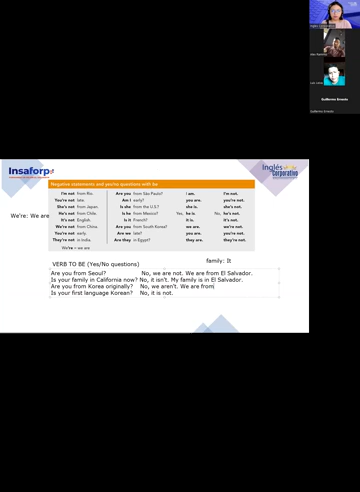 Guillermo Ernesto
Guillermo Ernesto
Insaforp
inglés
Corporativo
Negative statements and yes/no questions with be
I'm not from Rio. Are you from São Paulo? I am. I'm not.
You're not late. Am I early? you are. you're not.
She's not from Japan. Is she from the U.S.? she is. she's not.
He's not from Chile. Is he from Mexico? Yes, he is. No, he's not.
It's not English. Is it French? it is. it's not.
We're not from China. Are you from South Korea? we are. we're not.
You're not early. Are we late? you are. you're not.
They're not in India. Are they in Egypt? they are. they're not.
We're = we are
We're: We are
family: It
VERB TO BE (Yes/No questions)
Are you from Seoul? No, we are not. We are from El Salvador.
Is your family in California now? No, it isn't. My family is in El Salvador.
Are you from Korea originally? No, we aren't. We are from
Is your first language Korean? No, it is not.